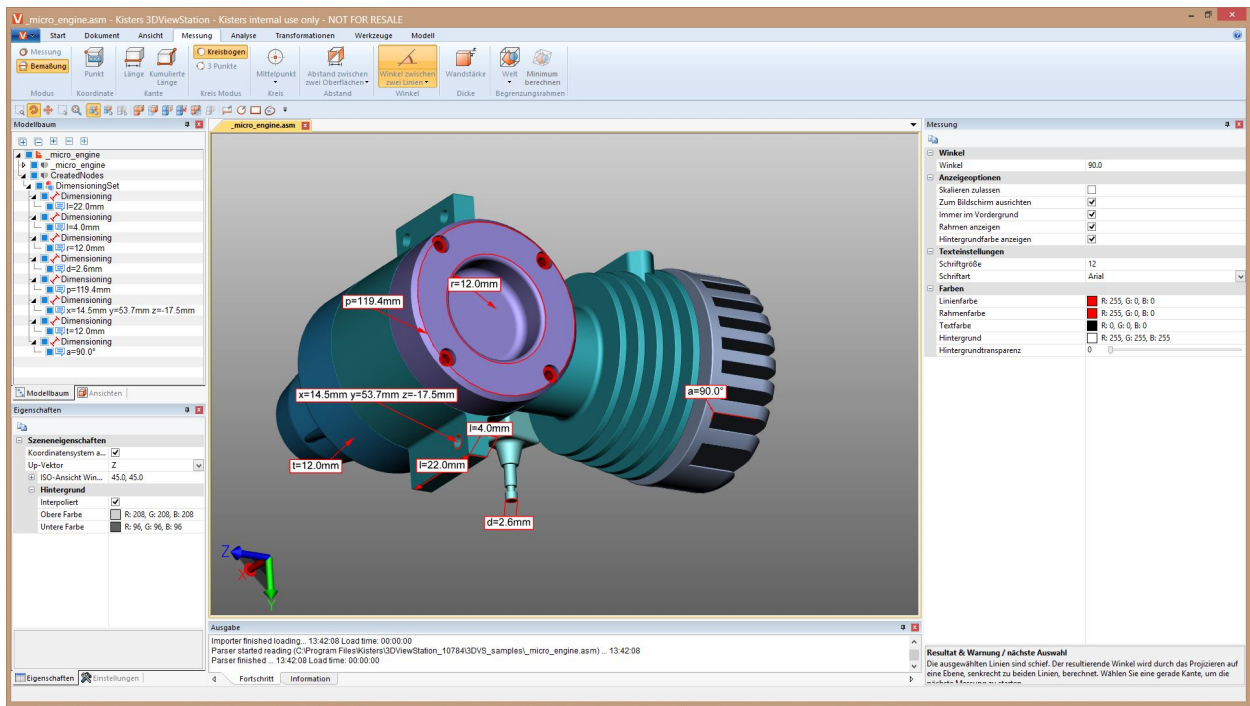 _micro_engine.asm - Kisters 3DViewStation - Kisters internal use only - NOT FOR RESALE
Start Dokument Ansicht Messung Analyse Transformationen Werkzeuge Modell
Messung
Bemaßung
Modus
Punkt
Koordinate
Länge
Kumulierte Länge
Kante
Kreisbogen
3 Punkte
Kreis Modus
Mittelpunkt
Kreis
Abstand zwischen zwei Oberflächen
Abstand
Winkel zwischen zwei Linien
Winkel
Wandstärke
Dicke
Welt
Minimum berechnen
Begrenzungsrahmen
Modellbaum
_micro_engine
_micro_engine
CreatedNodes
DimensioningSet
Dimensioning
l=22.0mm
Dimensioning
l=4.0mm
Dimensioning
r=12.0mm
Dimensioning
d=2.6mm
Dimensioning
p=119.4mm
Dimensioning
x=14.5mm y=53.7mm z=-17.5mm
Dimensioning
t=12.0mm
Dimensioning
a=90.0°
Modellbaum Ansichten
Eigenschaften
Szeneneigenschaften
Koordinatensystem a...
Up-Vektor Z
ISO-Ansicht Win... 45.0, 45.0
Hintergrund
Interpoliert
Obere Farbe R: 208, G: 208, B: 208
Untere Farbe R: 96, G: 96, B: 96
Eigenschaften Einstellungen
_micro_engine.asm
r=12.0mm
p=119.4mm
x=14.5mm y=53.7mm z=-17.5mm
a=90.0°
l=4.0mm
t=12.0mm
l=22.0mm
d=2.6mm
Z
X
Y
Ausgabe
Importer finished loading... 13:42:08 Load time: 00:00:00
Parser started reading (C:\Program Files\Kisters\3DViewStation_10784\3DVS_samples\_micro_engine.asm) ... 13:42:08
Parser finished ... 13:42:08 Load time: 00:00:00
Fortschritt Information
Messung
Winkel
Winkel 90.0
Anzeigeoptionen
Skalieren zulassen
Zum Bildschirm ausrichten
Immer im Vordergrund
Rahmen anzeigen
Hintergrundfarbe anzeigen
Texteinstellungen
Schriftgröße 12
Schriftart Arial
Farben
Linienfarbe R: 255, G: 0, B: 0
Rahmenfarbe R: 255, G: 0, B: 0
Textfarbe R: 0, G: 0, B: 0
Hintergrund R: 255, G: 255, B: 255
Hintergrundtransparenz 0
Resultat & Warnung / nächste Auswahl
Die ausgewählten Linien sind schief. Der resultierende Winkel wird durch das Projizieren auf
eine Ebene, senkrecht zu beiden Linien, berechnet. Wählen Sie eine gerade Kante, um die
nächste Messung zu starten.